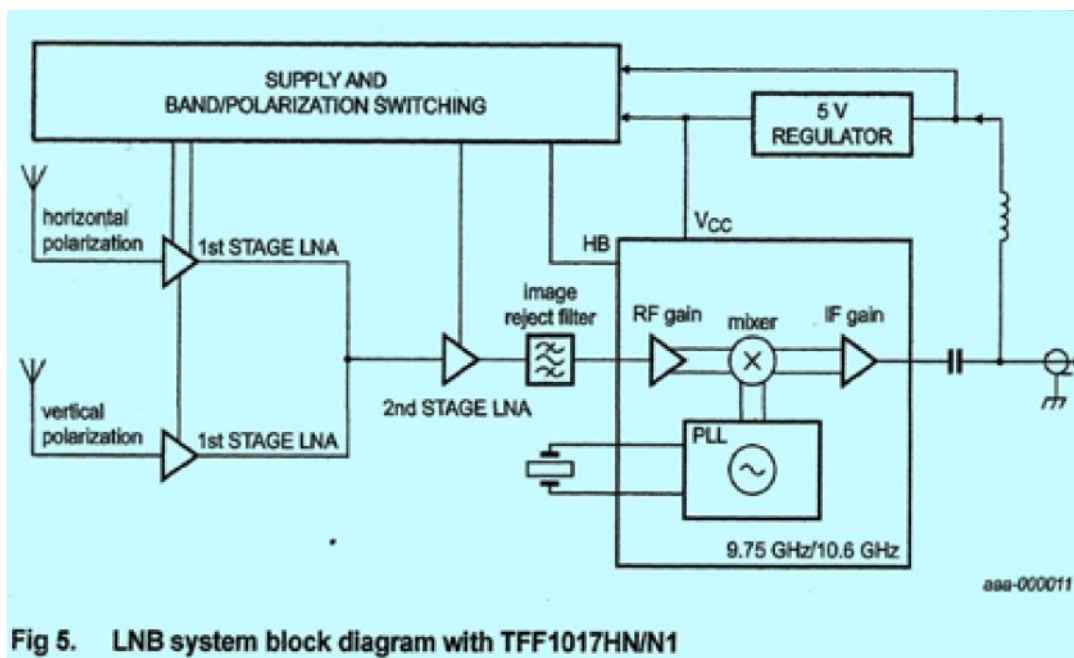 SUPPLY AND
BAND/POLARIZATION SWITCHING
5 V
REGULATOR
horizontal
polarization
1st STAGE LNA
HB
VCC
image
reject filter
RF gain
mixer
IF gain
2nd STAGE LNA
vertical
polarization
1st STAGE LNA
PLL
9.75 GHz/10.6 GHz
aaa-000011
Fig 5. LNB system block diagram with TFF1017HN/N1